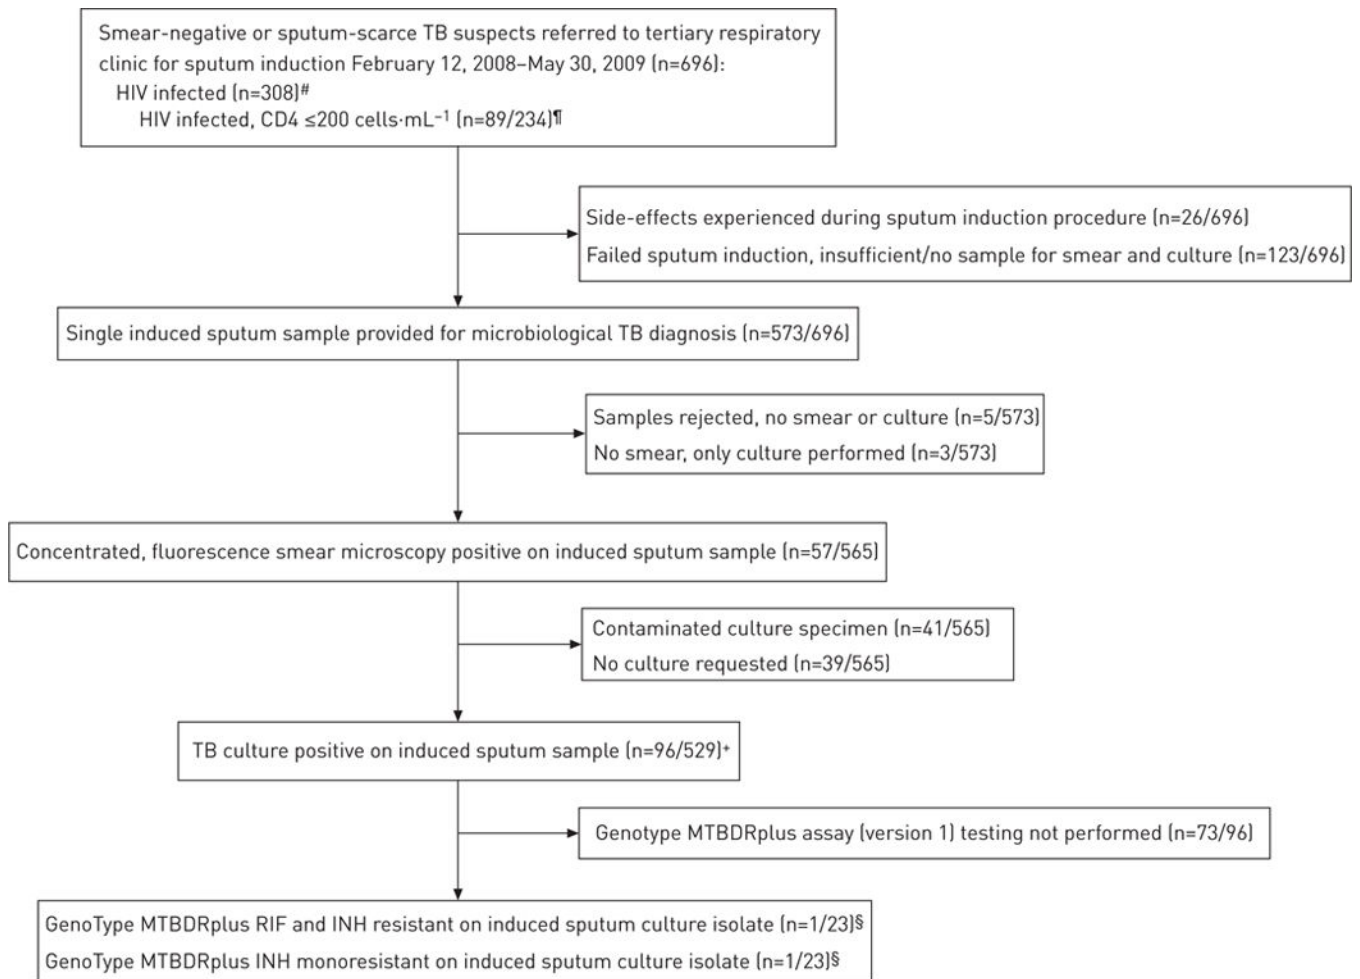 Smear-negative or sputum-scarce TB suspects referred to tertiary respiratory
clinic for sputum induction February 12, 2008–May 30, 2009 (n=696):
HIV infected (n=308)#
HIV infected, CD4 ≤200 cells·mL⁻¹ (n=89/234)¶
Side-effects experienced during sputum induction procedure (n=26/696)
Failed sputum induction, insufficient/no sample for smear and culture (n=123/696)
Single induced sputum sample provided for microbiological TB diagnosis (n=573/696)
Samples rejected, no smear or culture (n=5/573)
No smear, only culture performed (n=3/573)
Concentrated, fluorescence smear microscopy positive on induced sputum sample (n=57/565)
Contaminated culture specimen (n=41/565)
No culture requested (n=39/565)
TB culture positive on induced sputum sample (n=96/529)⁺
Genotype MTBDRplus assay (version 1) testing not performed (n=73/96)
GenoType MTBDRplus RIF and INH resistant on induced sputum culture isolate (n=1/23)§
GenoType MTBDRplus INH monoresistant on induced sputum culture isolate (n=1/23)§